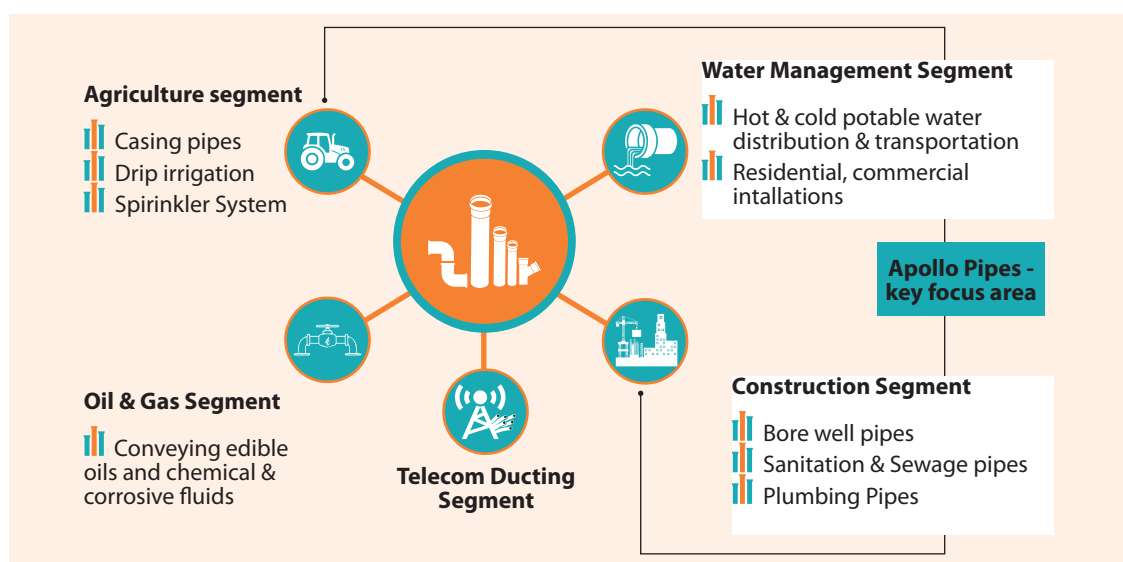 Agriculture segment
Casing pipes
Drip irrigation
Spirinkler System
Water Management Segment
Hot & cold potable water
distribution & transportation
Residential, commercial
intallations
Apollo Pipes -
key focus area
Oil & Gas Segment
Conveying edible
oils and chemical &
corrosive fluids
Telecom Ducting
Segment
Construction Segment
Bore well pipes
Sanitation & Sewage pipes
Plumbing Pipes